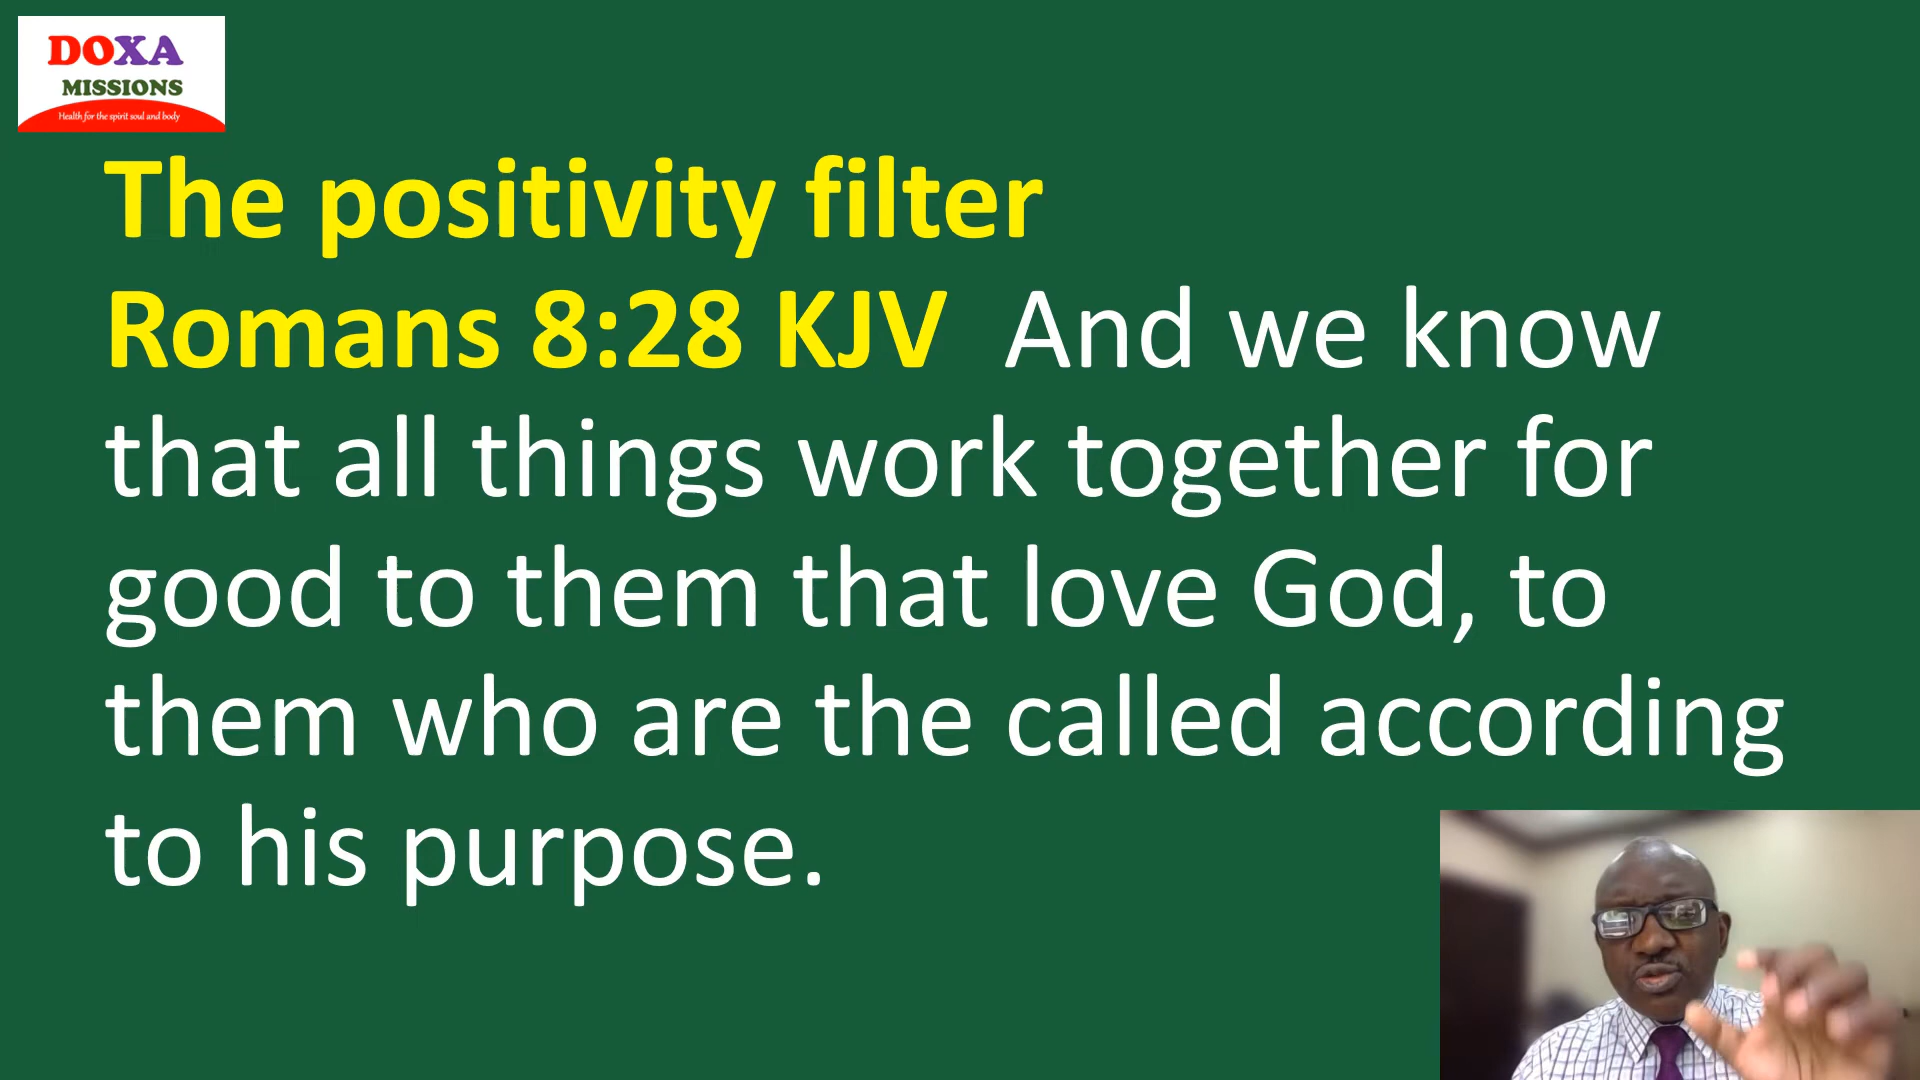 DOXA
MISSIONS
Health for the spirit soul and body
The positivity filter
Romans 8:28 KJV And we know
that all things work together for
good to them that love God, to
them who are the called according
to his purpose.